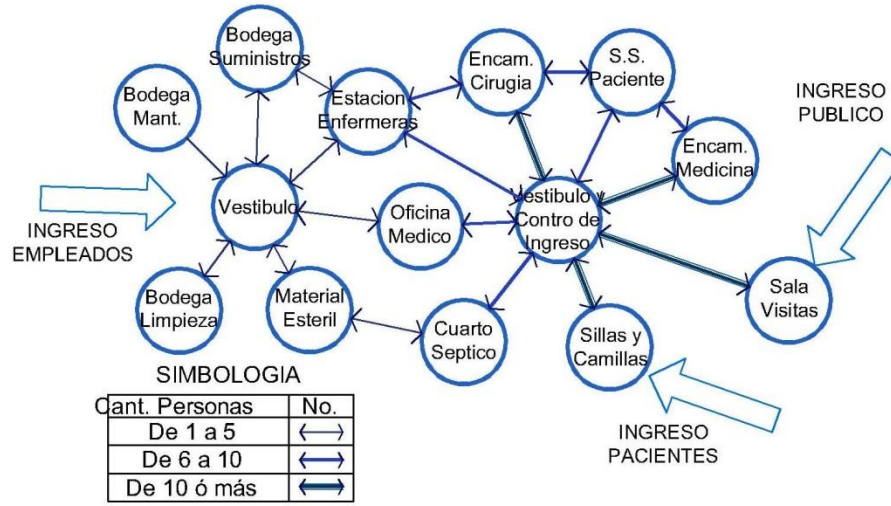 Bodega
Suministros
Encam.
Cirugia
S.S.
Paciente
INGRESO
PUBLICO
Bodega
Mant.
Estacion
Enfermeras
Encam.
Medicina
Vestibulo
Oficina
Medico
Vestibulo y
Contro de
Ingreso
INGRESO
EMPLEADOS
Bodega
Limpieza
Material
Esteril
Cuarto
Septico
Sillas y
Camillas
Sala
Visitas
INGRESO
PACIENTES
SIMBOLOGIA
Cant. Personas No.
De 1 a 5
De 6 a 10
De 10 ó más